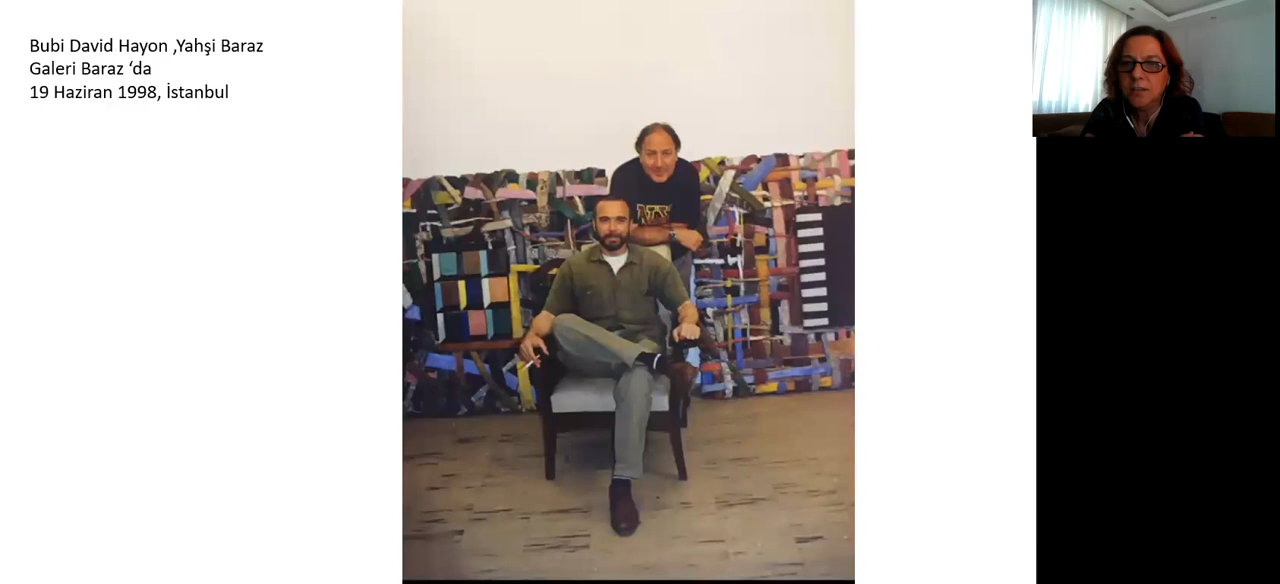 Bubi David Hayon ,Yahşi Baraz
Galeri Baraz ‘da
19 Haziran 1998, İstanbul